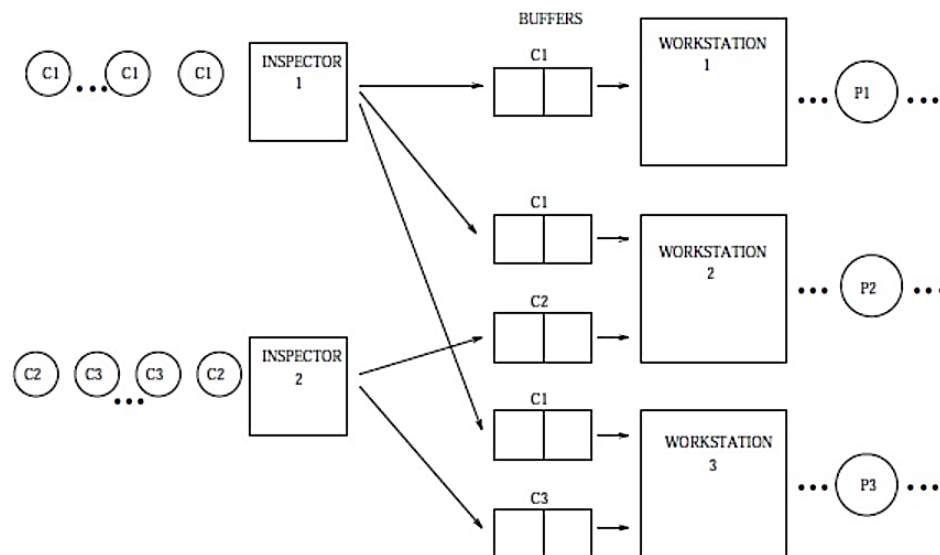 BUFFERS
C1 ... C1 C1
INSPECTOR
1
C1
WORKSTATION
1
... P1 ...
C1
WORKSTATION
2
C2
... P2 ...
C2 C3 ... C3 C2
INSPECTOR
2
C1
WORKSTATION
3
C3
... P3 ...